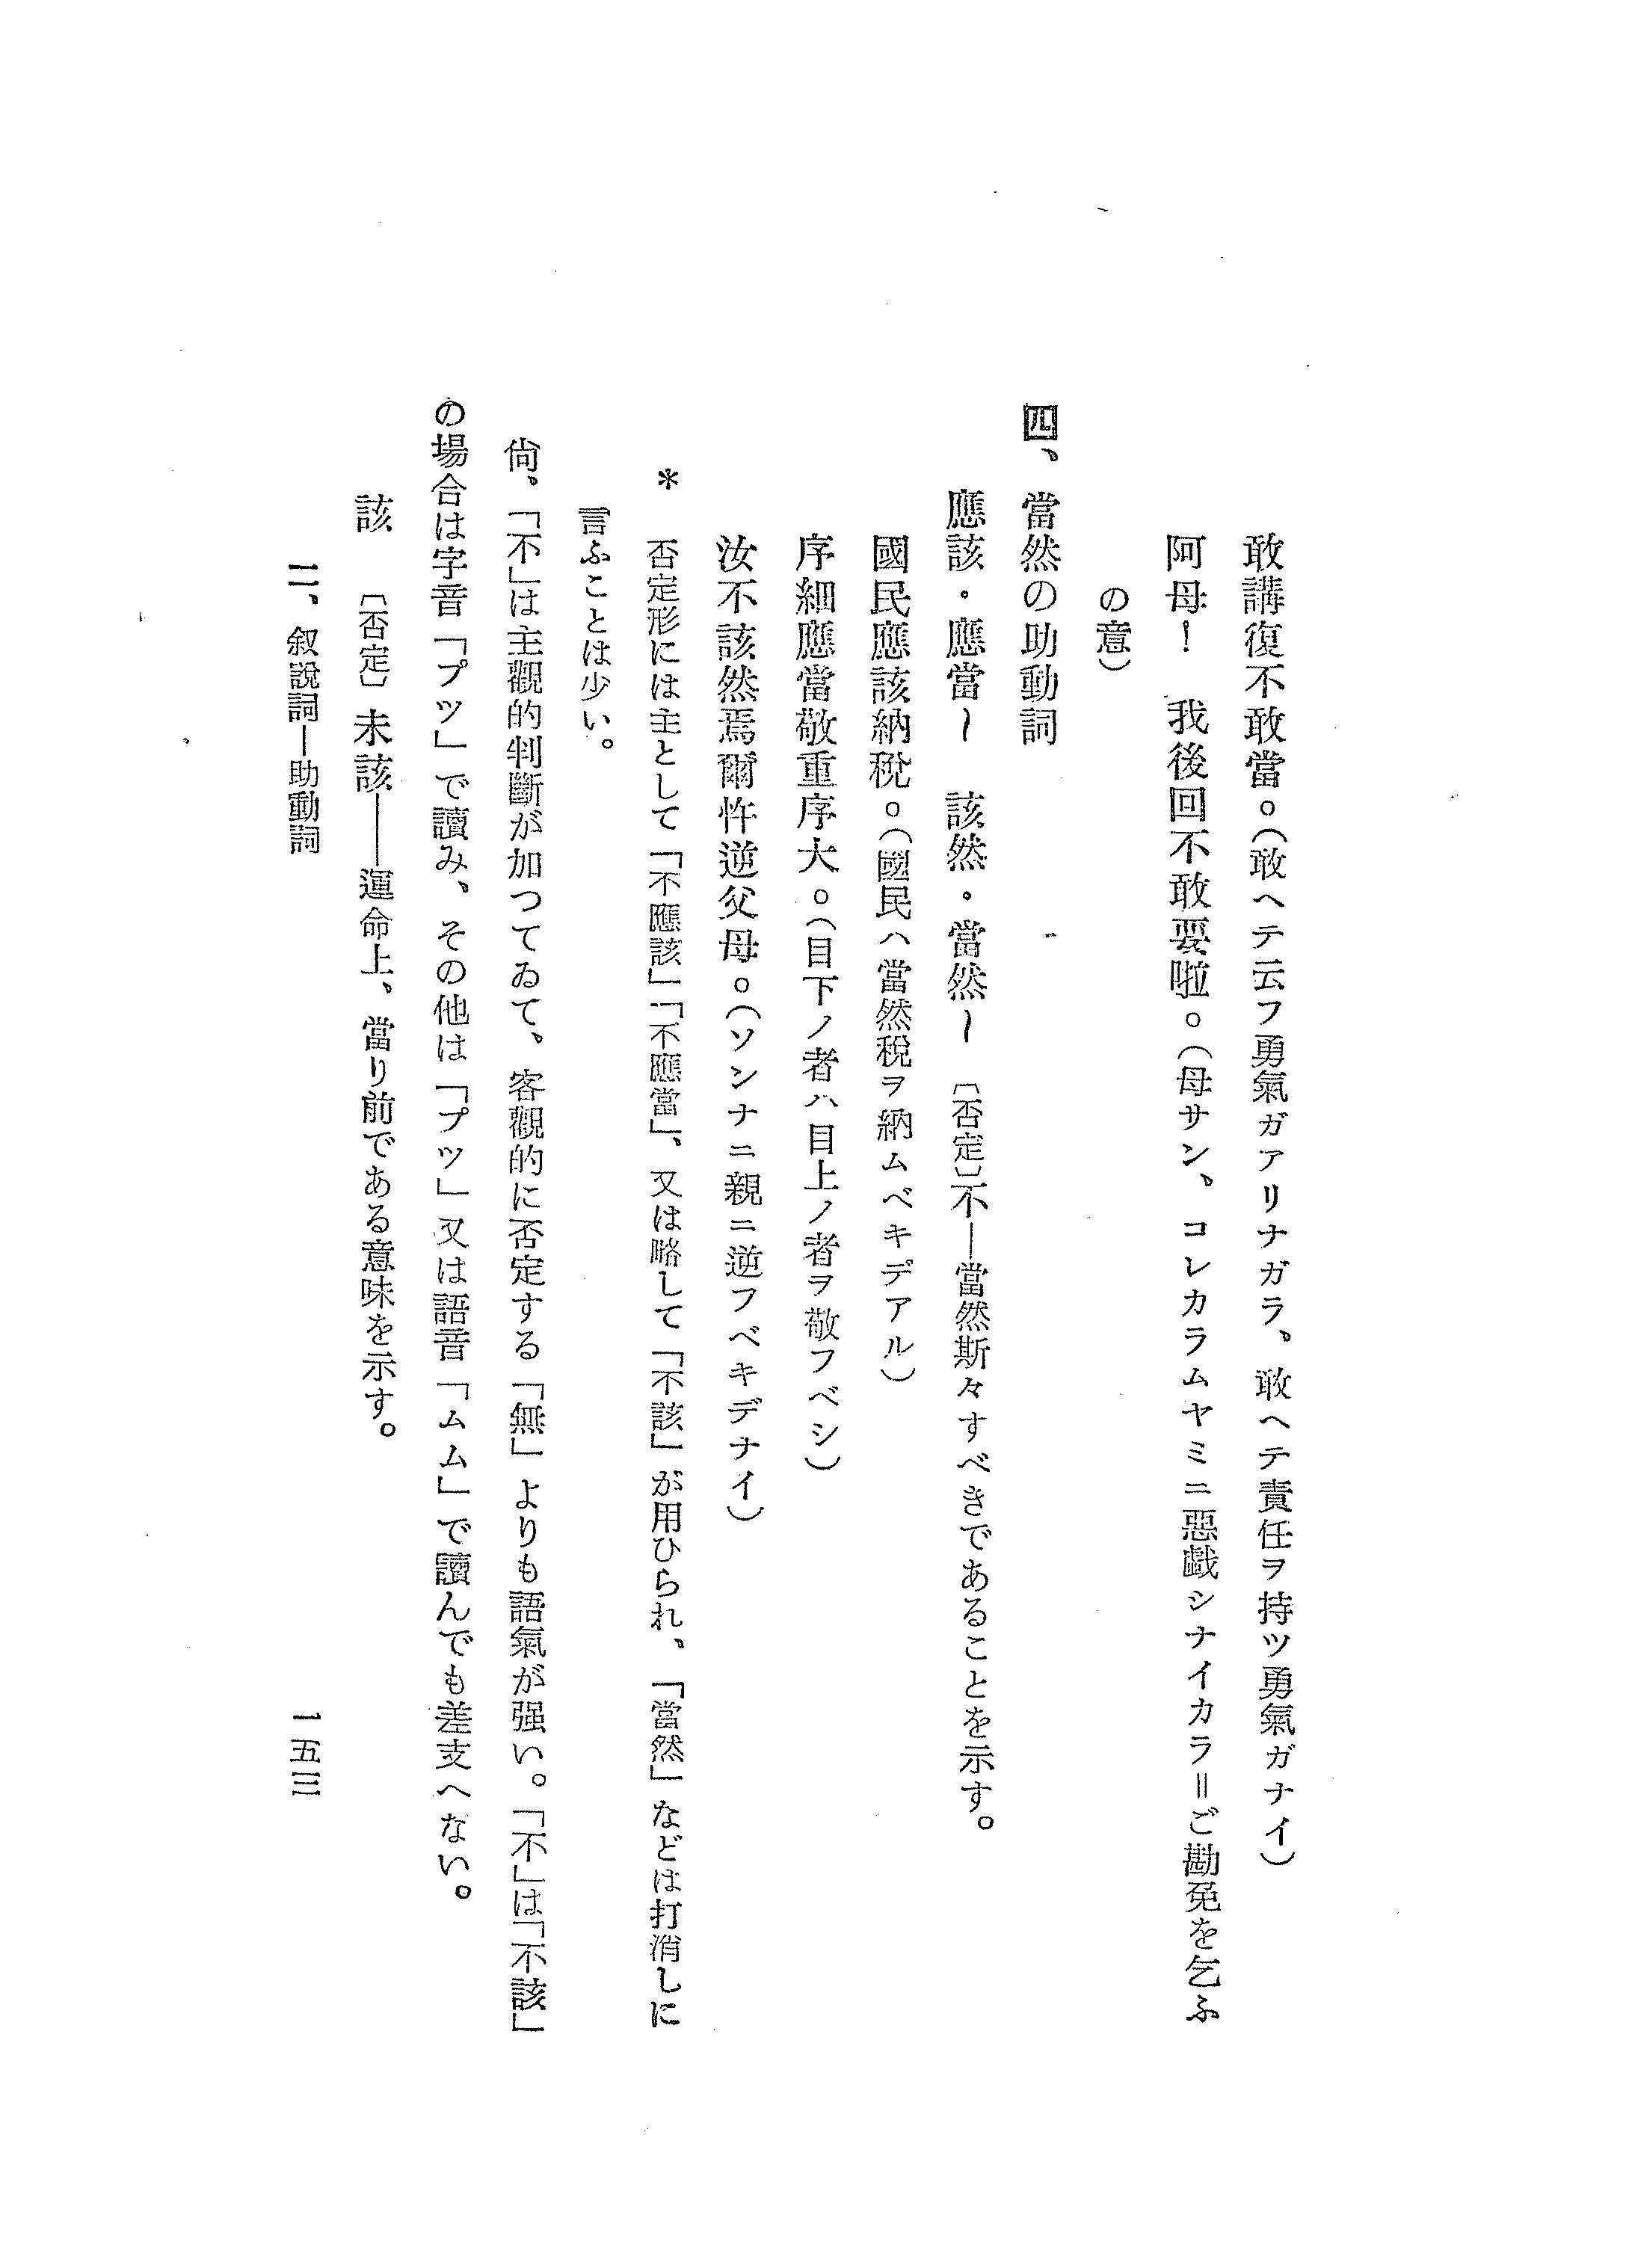 敢講復不敢當。(敢ヘテ云フ勇氣ガアリナガラ、敢ヘテ責任ヲ持ツ勇氣ガナイ)
阿母！　我後回不敢要啦。(母サン、コレカラムヤミニ惡戯シナイカラ＝ご勘免を乞ふ
の意)
四、當然の助動詞
應該・應當～　該然・當然～　〔否定〕不―當然斯々すべきであることを示す。
國民應該納稅。(國民ハ當然稅ヲ納ムベキデアル)
序細應當敬重序大。(目下ノ者ハ目上ノ者ヲ敬フベシ)
汝不該然焉爾忤逆父母。(ソンナニ親ニ逆フベキデナイ)
＊　否定形には主として「不應該」「不應當」、又は略して「不該」が用ひられ、「當然」などは打消しに
言ふことは少い。
尙。「不」は主觀的判斷が加つてゐて、客觀的に否定する「無」よりも語氣が强い。「不」は「不該」
の場合は字音「プツ」で讀み、その他は「プツ」又は語音「ムム」で讀んでも差支へない。
該　〔否定〕未該――運命上、當り前である意味を示す。
二、叙說詞―助動詞
一五三